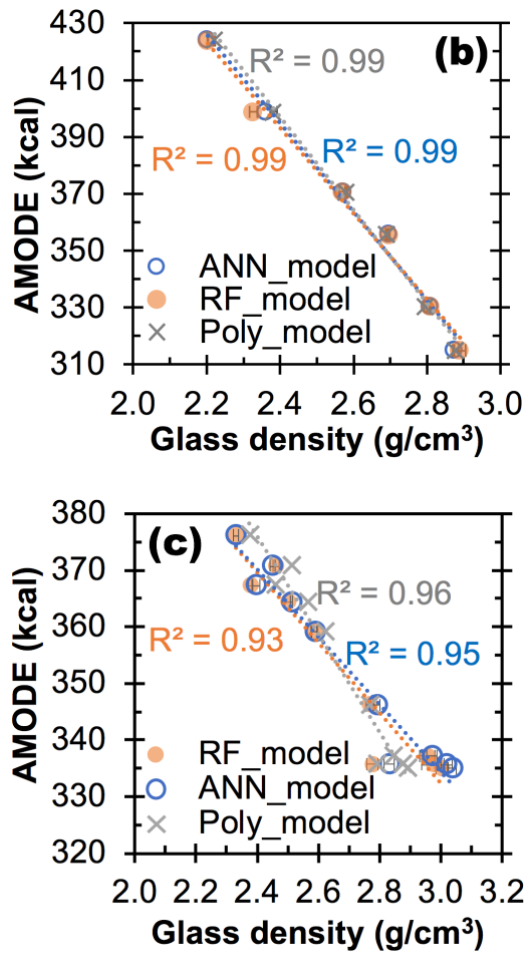 430
(b)
R² = 0.99
410
390
R² = 0.99
R² = 0.99
370
AMODE (kcal)
350
ANN_model
330
RF_model
Poly_model
310
2.0 2.2 2.4 2.6 2.8 3.0
Glass density (g/cm³)
380
(c)
370
R² = 0.96
360
R² = 0.93
R² = 0.95
AMODE (kcal)
350
340
RF_model
ANN_model
330
Poly_model
320
2.0 2.2 2.4 2.6 2.8 3.0 3.2
Glass density (g/cm³)